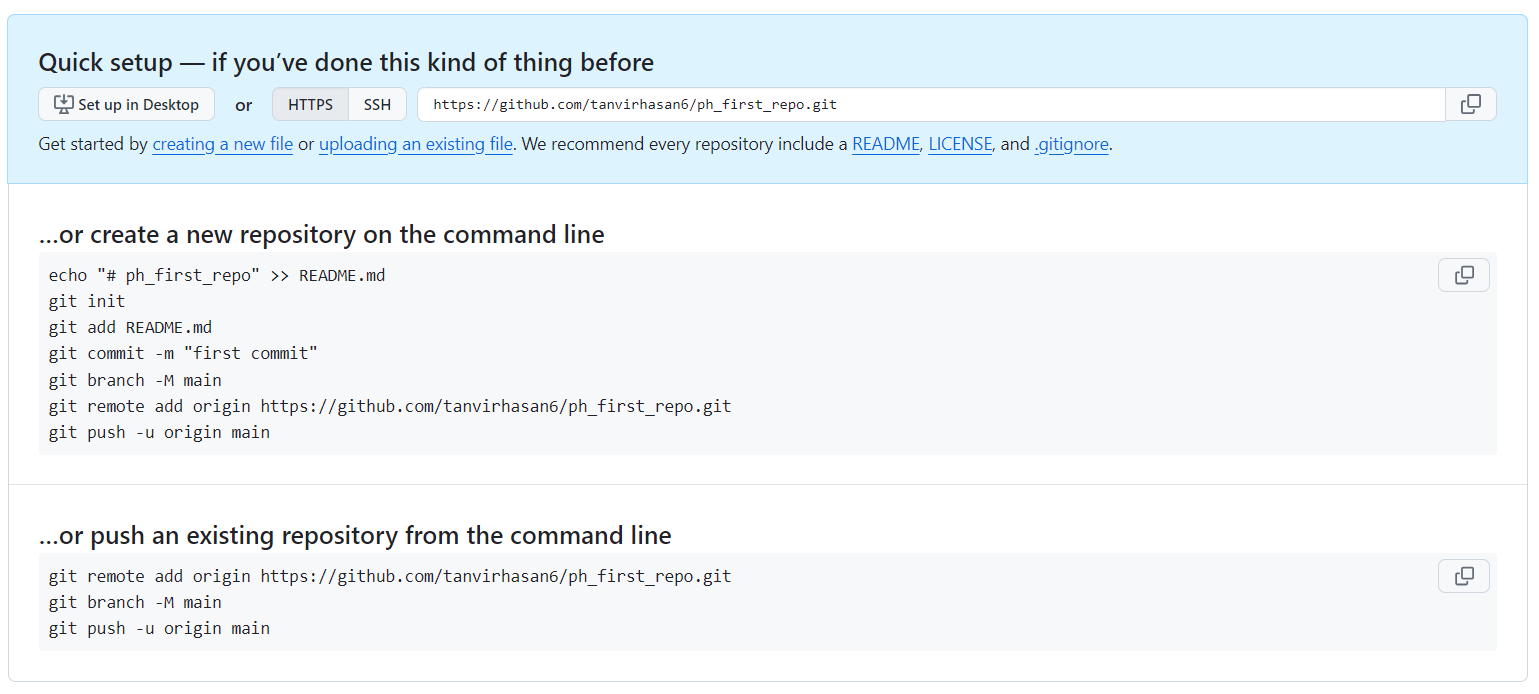 Quick setup — if you’ve done this kind of thing before
Set up in Desktop or HTTPS SSH https://github.com/tanvirhasan6/ph_first_repo.git
Get started by creating a new file or uploading an existing file. We recommend every repository include a README, LICENSE, and .gitignore.
…or create a new repository on the command line
echo "# ph_first_repo" >> README.md
git init
git add README.md
git commit -m "first commit"
git branch -M main
git remote add origin https://github.com/tanvirhasan6/ph_first_repo.git
git push -u origin main
…or push an existing repository from the command line
git remote add origin https://github.com/tanvirhasan6/ph_first_repo.git
git branch -M main
git push -u origin main